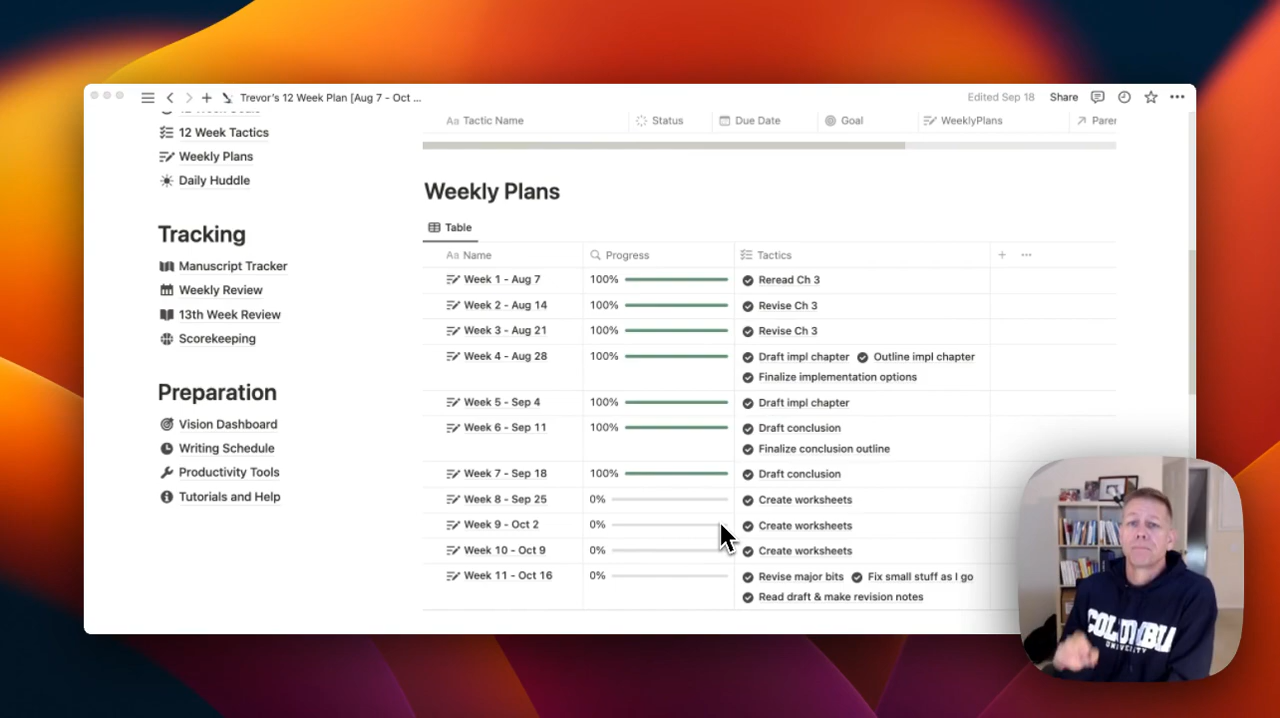 Trevor's 12 Week Plan [Aug 7 - Oct ...
Edited Sep 18
Share
12 Week Tactics
Weekly Plans
Daily Huddle
Tracking
Manuscript Tracker
Weekly Review
13th Week Review
Scorekeeping
Preparation
Vision Dashboard
Writing Schedule
Productivity Tools
Tutorials and Help
Aa Tactic Name Status Due Date Goal WeeklyPlans Paren
Weekly Plans
Table
Aa Name Progress Tactics
Week 1 - Aug 7 100% Reread Ch 3
Week 2 - Aug 14 100% Revise Ch 3
Week 3 - Aug 21 100% Revise Ch 3
Week 4 - Aug 28 100% Draft impl chapter Outline impl chapter
Finalize implementation options
Week 5 - Sep 4 100% Draft impl chapter
Week 6 - Sep 11 100% Draft conclusion
Finalize conclusion outline
Week 7 - Sep 18 100% Draft conclusion
Week 8 - Sep 25 0% Create worksheets
Week 9 - Oct 2 0% Create worksheets
Week 10 - Oct 9 0% Create worksheets
Week 11 - Oct 16 0% Revise major bits Fix small stuff as I go
Read draft & make revision notes
COLUMBIA
UNIVERSITY